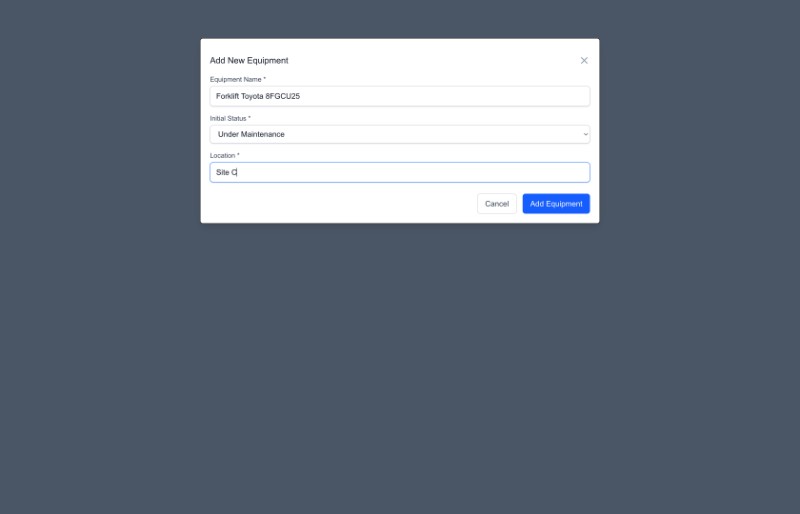 Add New Equipment
Equipment Name *
Forklift Toyota 8FGCU25
Initial Status *
Under Maintenance
Location *
Site C
Cancel
Add Equipment